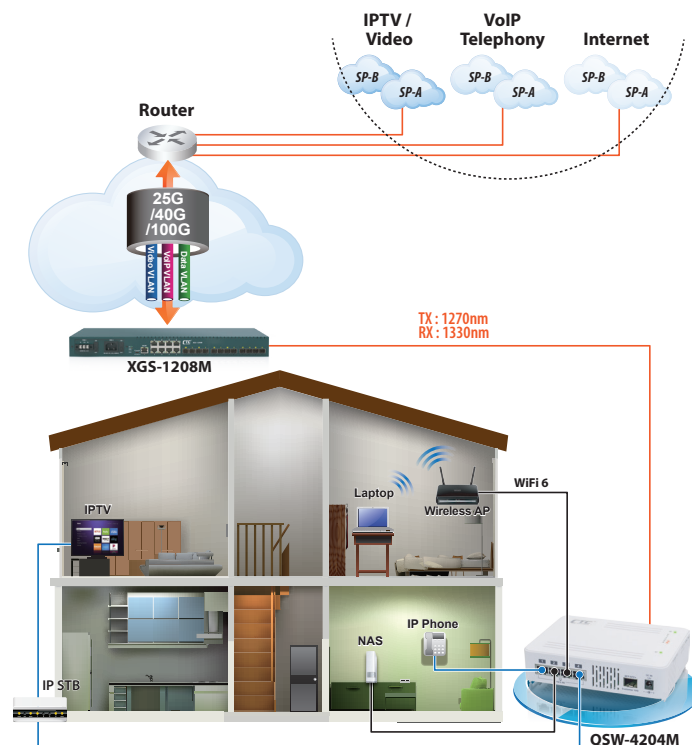 IPTV /
Video
VoIP
Telephony
Internet
SP-B
SP-A
SP-B
SP-A
SP-B
SP-A
Router
25G
/40G
/100G
Video VLAN
VoIP VLAN
Data VLAN
TX : 1270nm
RX : 1330nm
XGS-1208M
WiFi 6
Laptop
Wireless AP
IPTV
IP Phone
NAS
IP STB
OSW-4204M